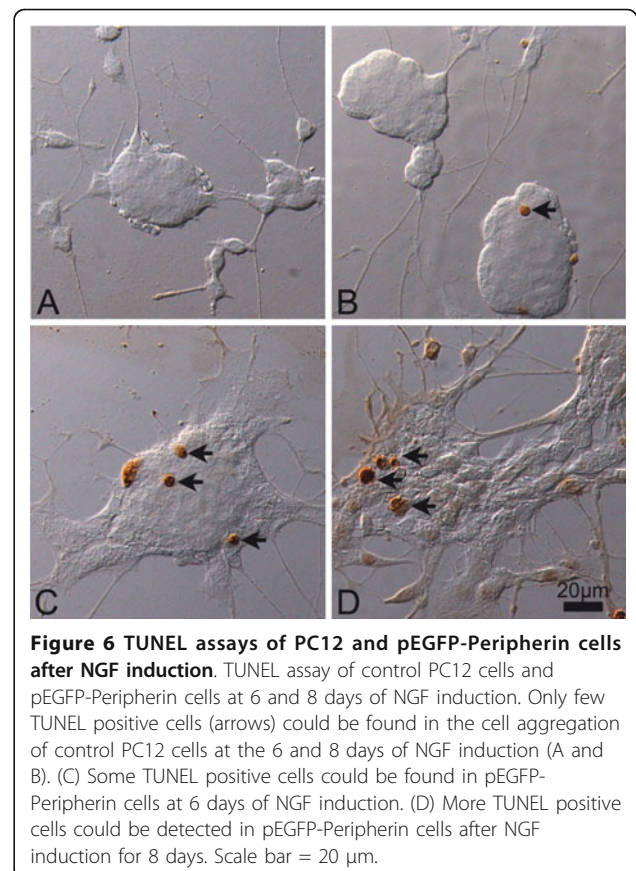 A
B
C
D
20μm
Figure 6 TUNEL assays of PC12 and pEGFP-Peripherin cells
after NGF induction. TUNEL assay of control PC12 cells and
pEGFP-Peripherin cells at 6 and 8 days of NGF induction. Only few
TUNEL positive cells (arrows) could be found in the cell aggregation
of control PC12 cells at the 6 and 8 days of NGF induction (A and
B). (C) Some TUNEL positive cells could be found in pEGFP-
Peripherin cells at 6 days of NGF induction. (D) More TUNEL positive
cells could be detected in pEGFP-Peripherin cells after NGF
induction for 8 days. Scale bar = 20 μm.